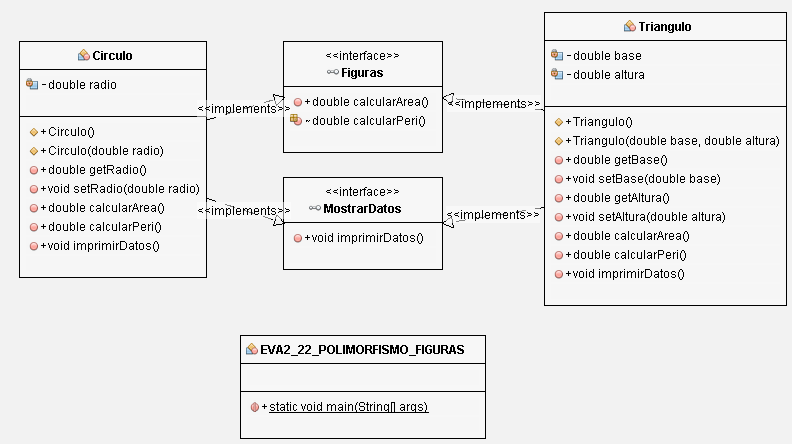 Circulo
- double radio
+ Circulo()
+ Circulo(double radio)
+ double getRadio()
+ void setRadio(double radio)
+ double calcularArea()
+ double calcularPeri()
+ void imprimirDatos()
<<implements>>
<<implements>>
<<interface>>
Figuras
+ double calcularArea()
~ double calcularPeri()
<<interface>>
MostrarDatos
+ void imprimirDatos()
<<implements>>
<<implements>>
Triangulo
- double base
- double altura
+ Triangulo()
+ Triangulo(double base, double altura)
+ double getBase()
+ void setBase(double base)
+ double getAltura()
+ void setAltura(double altura)
+ double calcularArea()
+ double calcularPeri()
+ void imprimirDatos()
EVA2_22_POLIMORFISMO_FIGURAS
+ static void main(String[] args)